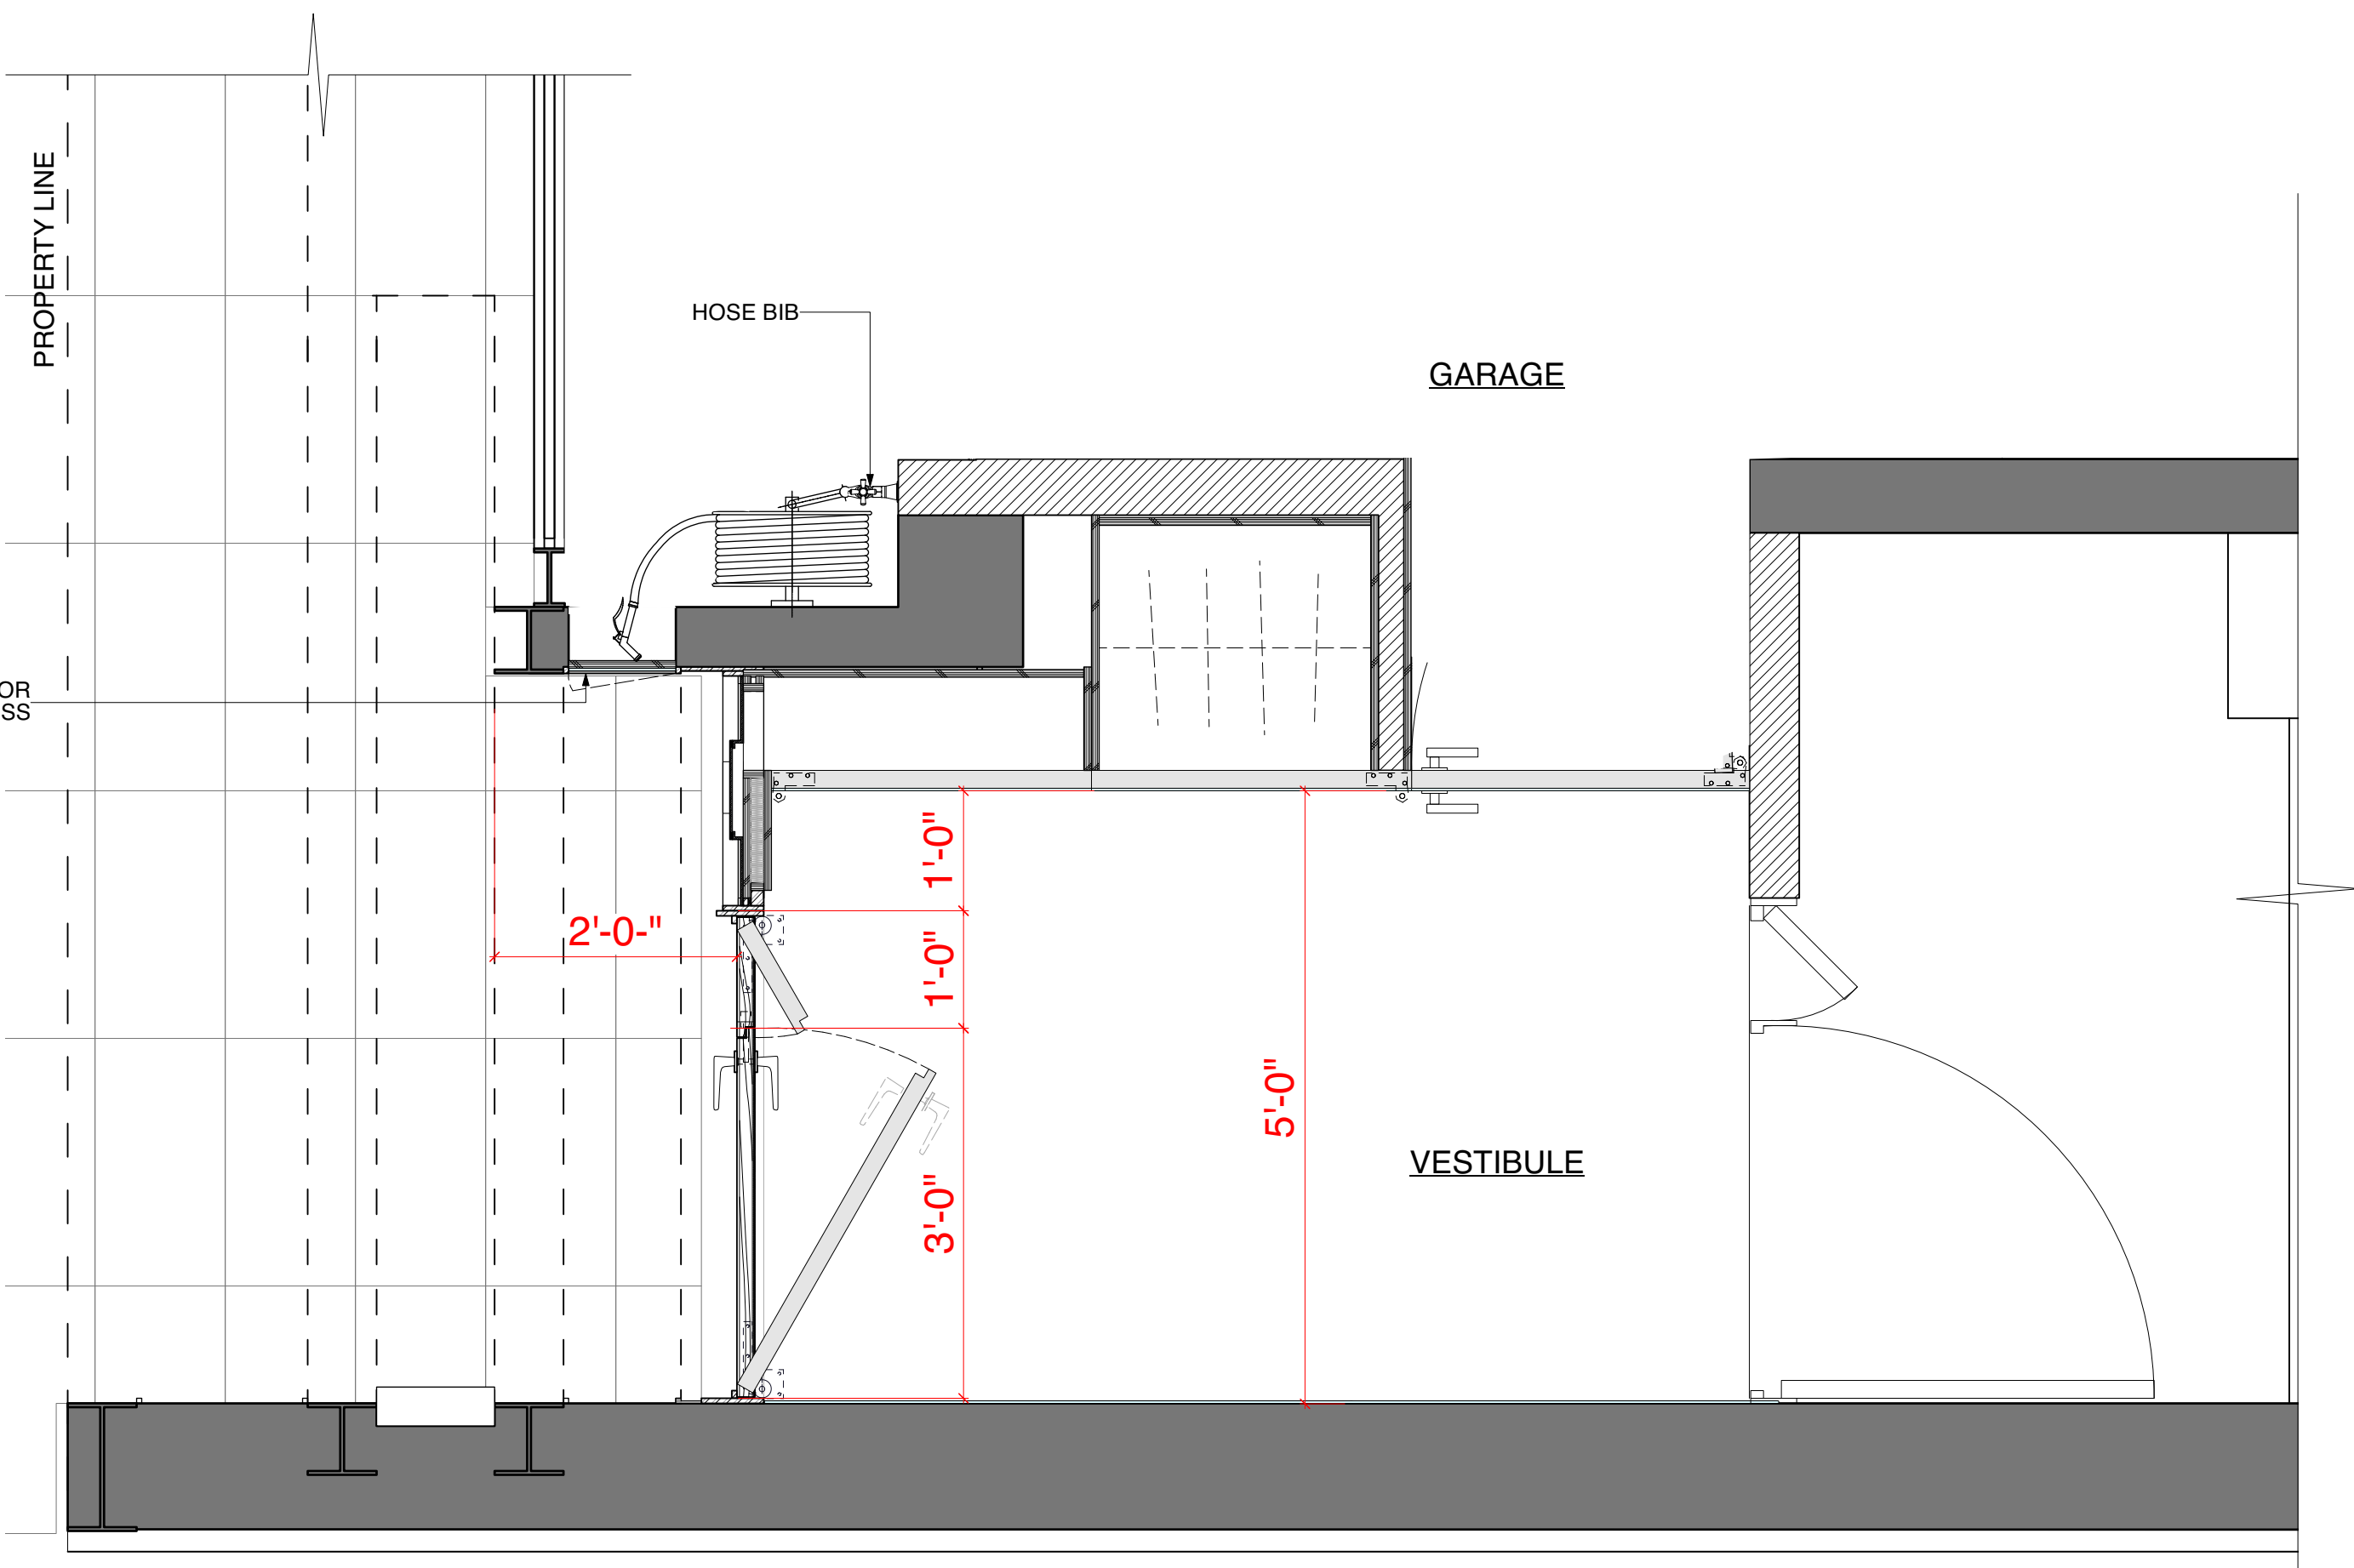 PROPERTY LINE
HOSE BIB
GARAGE
OR
SS
1'-0"
2'-0-"
1'-0"
5'-0"
VESTIBULE
3'-0"